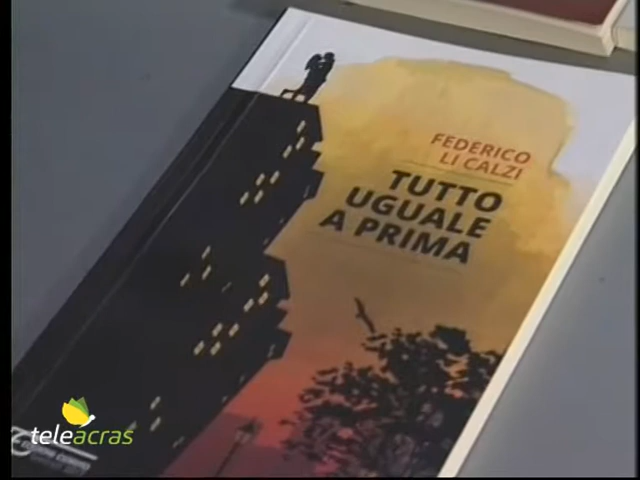 FEDERICO
LI CALZI
TUTTO
UGUALE
A PRIMA
teleacras